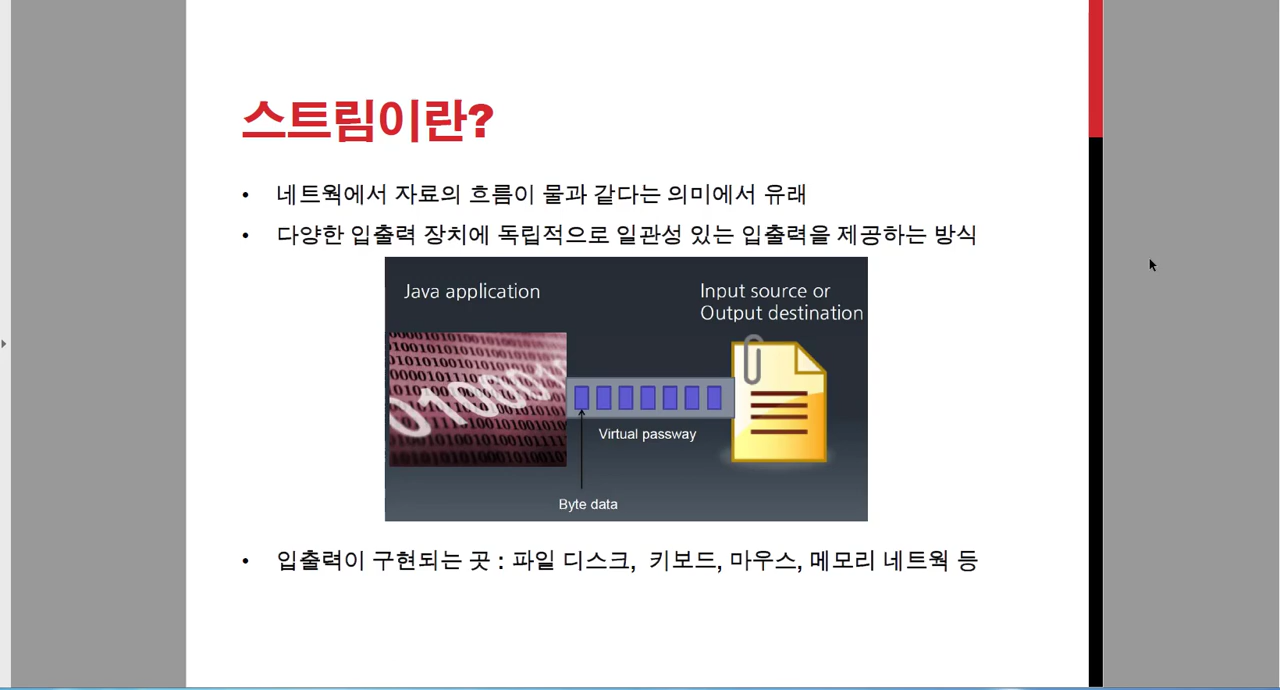 스트림이란?
• 네트웍에서 자료의 흐름이 물과 같다는 의미에서 유래
• 다양한 입출력 장치에 독립적으로 일관성 있는 입출력을 제공하는 방식
Java application
Input source or
Output destination
Virtual passway
Byte data
• 입출력이 구현되는 곳 : 파일 디스크, 키보드, 마우스, 메모리 네트웍 등